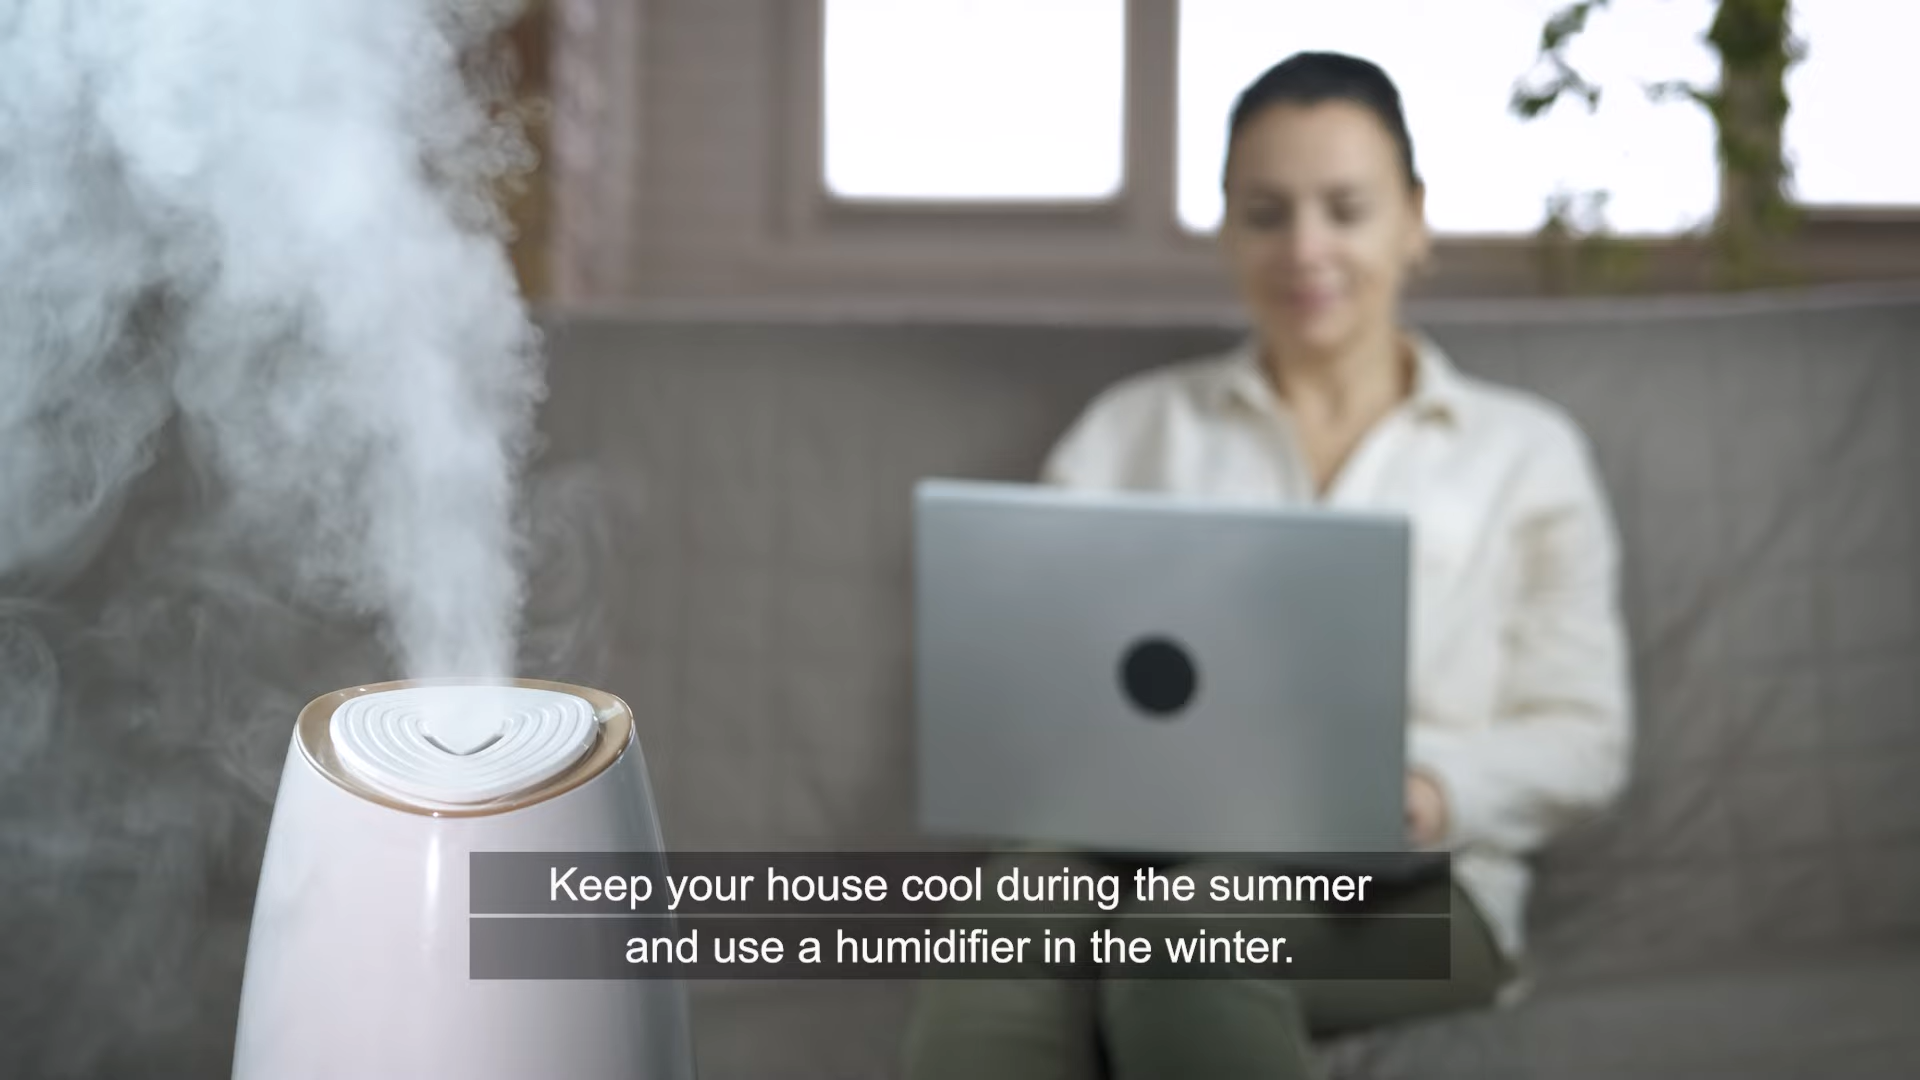 Keep your house cool during the summer
and use a humidifier in the winter.